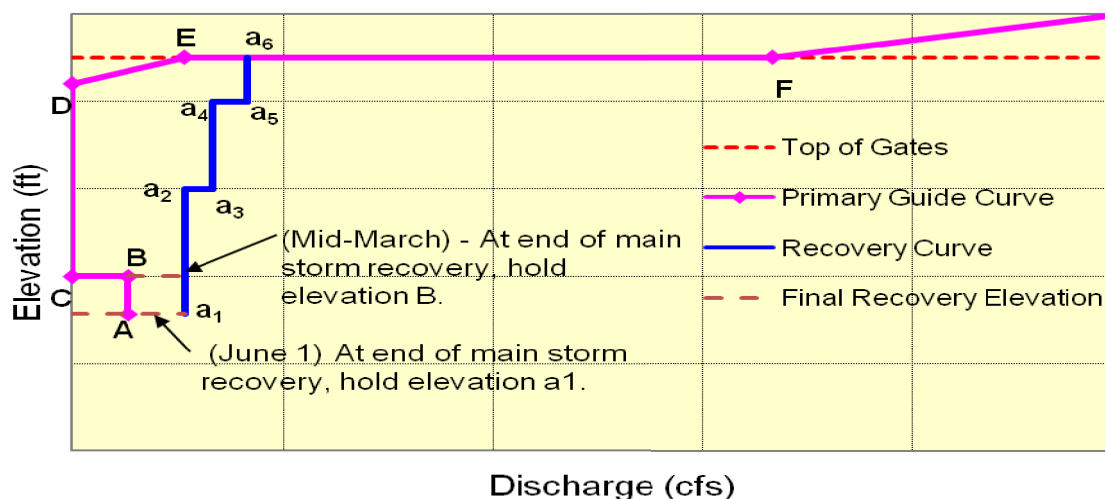 E
a6
D
a4
a5
Top of Gates
F
a2
a3
Primary Guide Curve
Recovery Curve
Final Recovery Elevation
Elevation (ft)
(Mid-March) - At end of main
storm recovery, hold
elevation B.
B
C
A
a1
(June 1) At end of main storm
recovery, hold elevation a1.
Discharge (cfs)